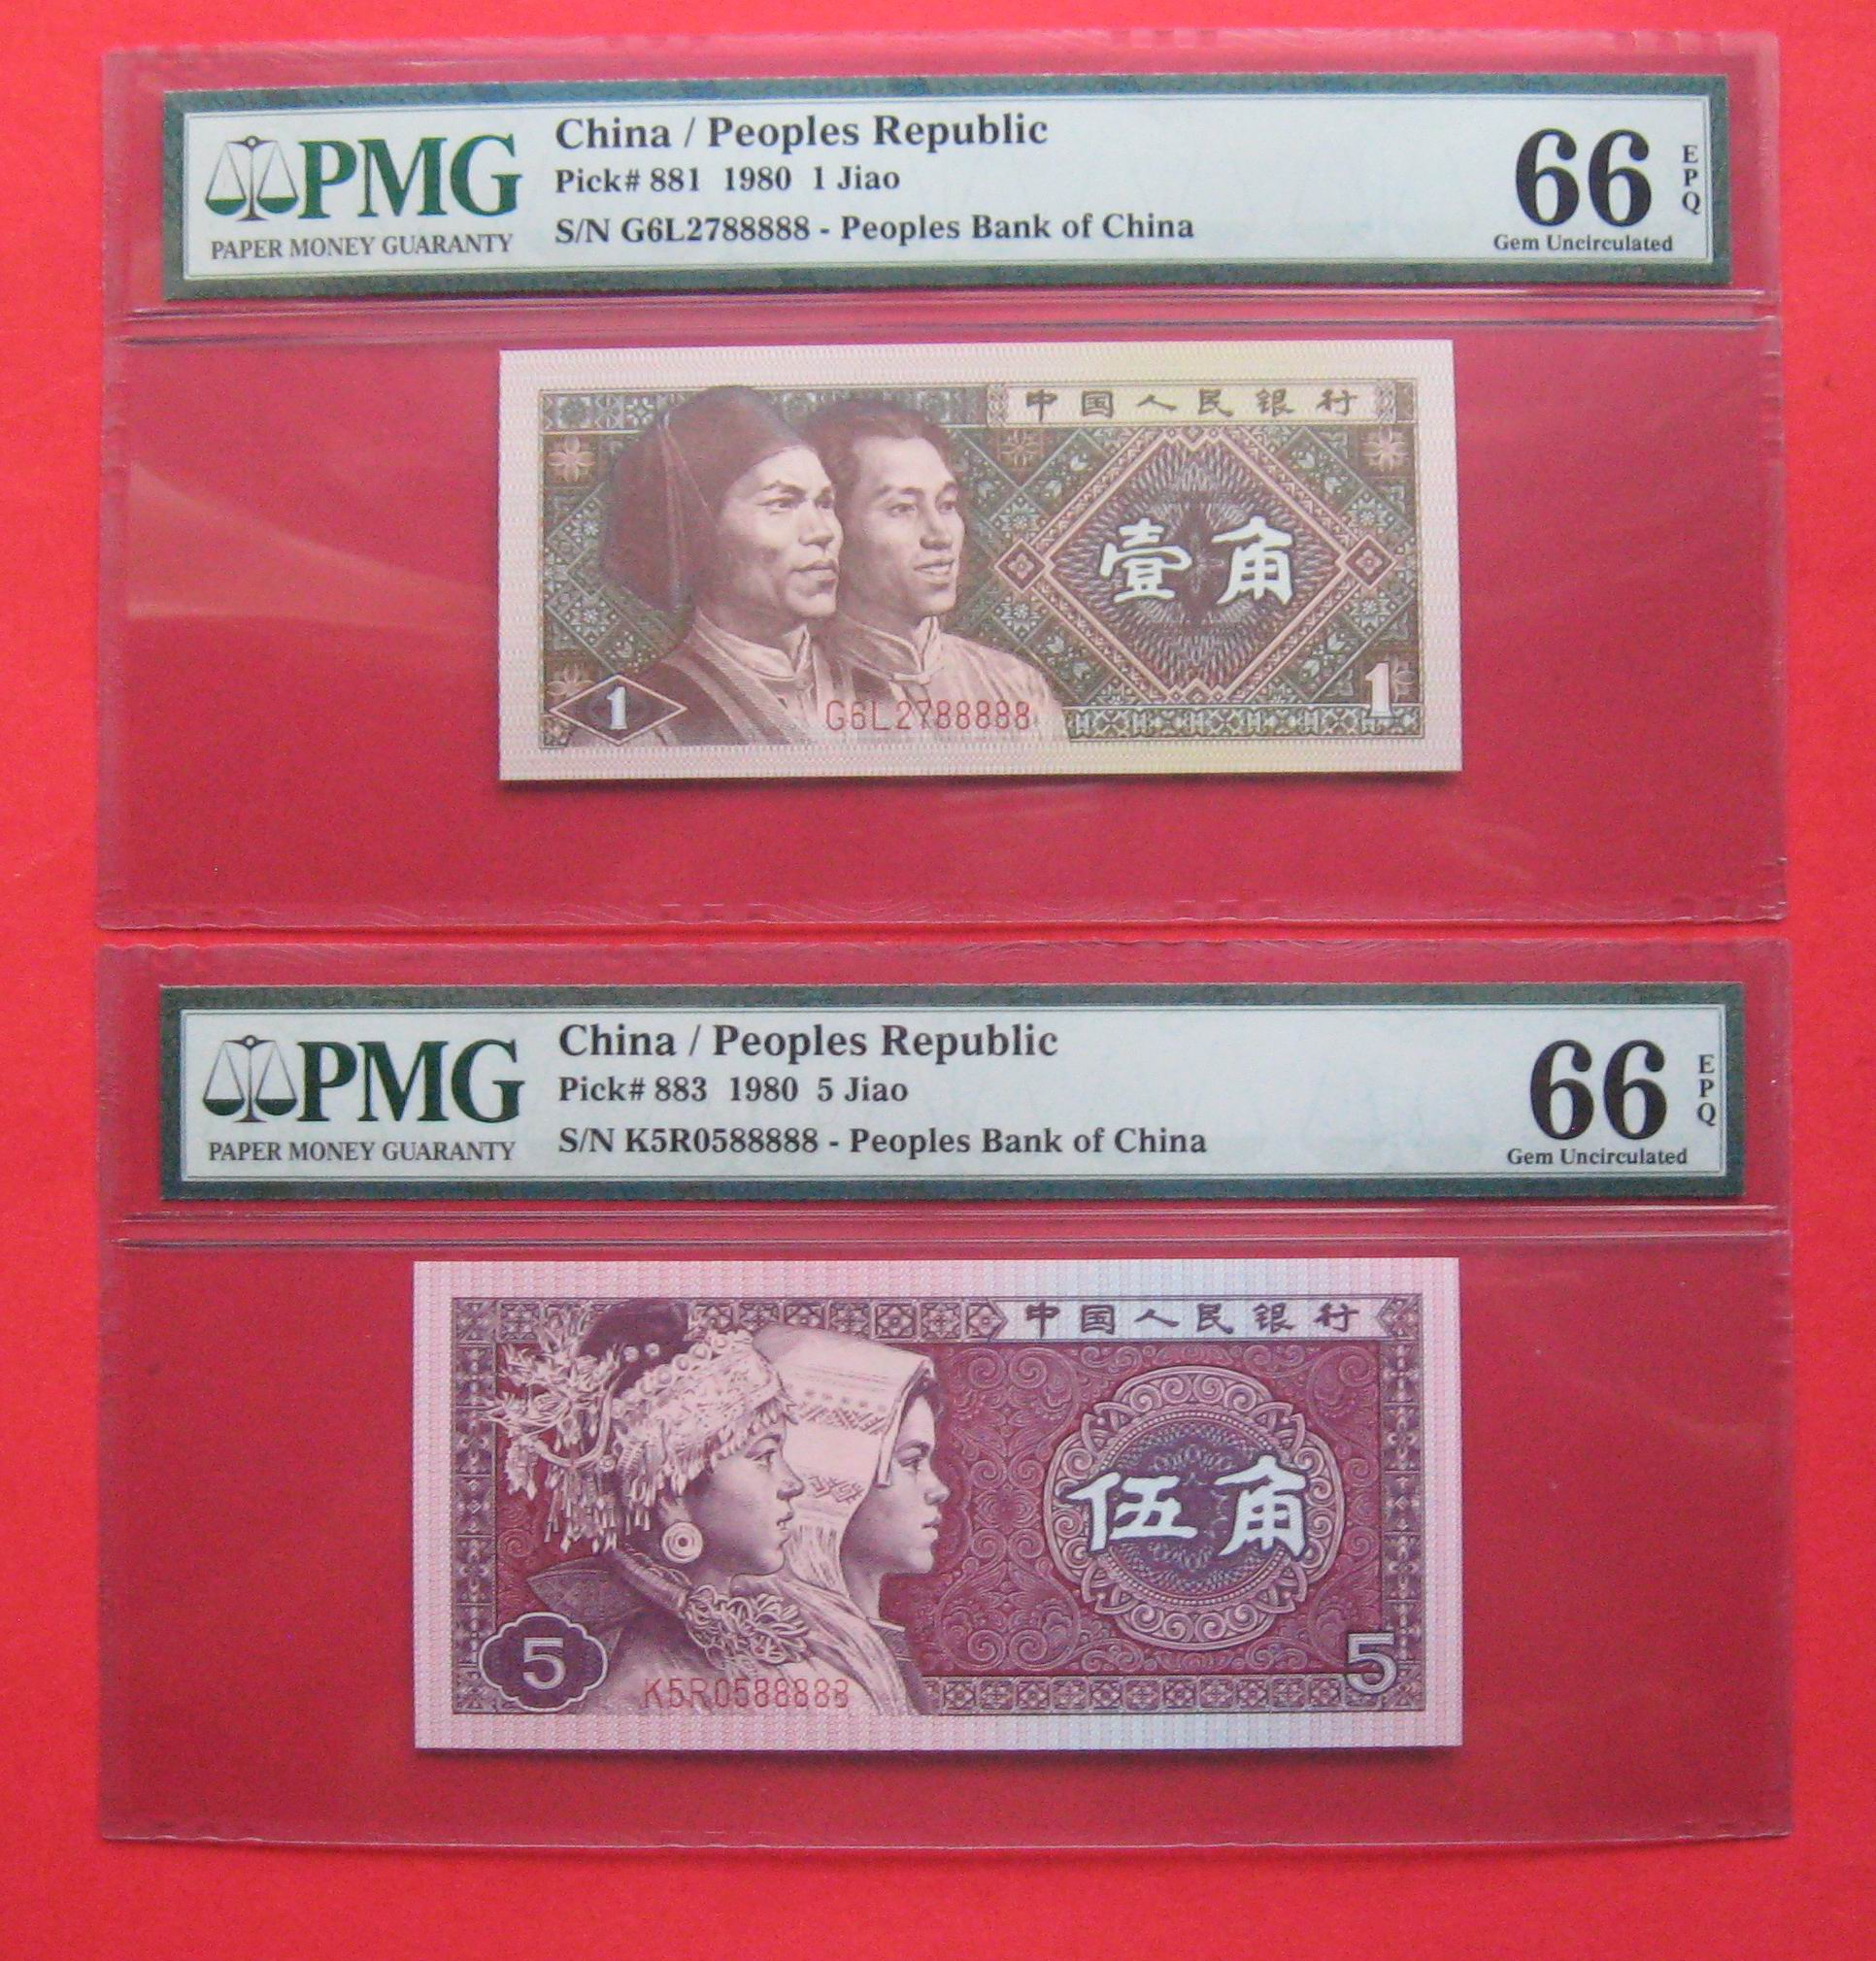 PMG
PAPER MONEY GUARANTY
China / Peoples Republic
Pick# 881 1980 1 Jiao
S/N G6L2788888 - Peoples Bank of China
66
EPQ
Gem Uncirculated
中国人民银行
壹角
1
G6L2788888
1
PMG
PAPER MONEY GUARANTY
China / Peoples Republic
Pick# 883 1980 5 Jiao
S/N K5R0588888 - Peoples Bank of China
66
EPQ
Gem Uncirculated
中国人民银行
伍角
5
K5R0588888
5